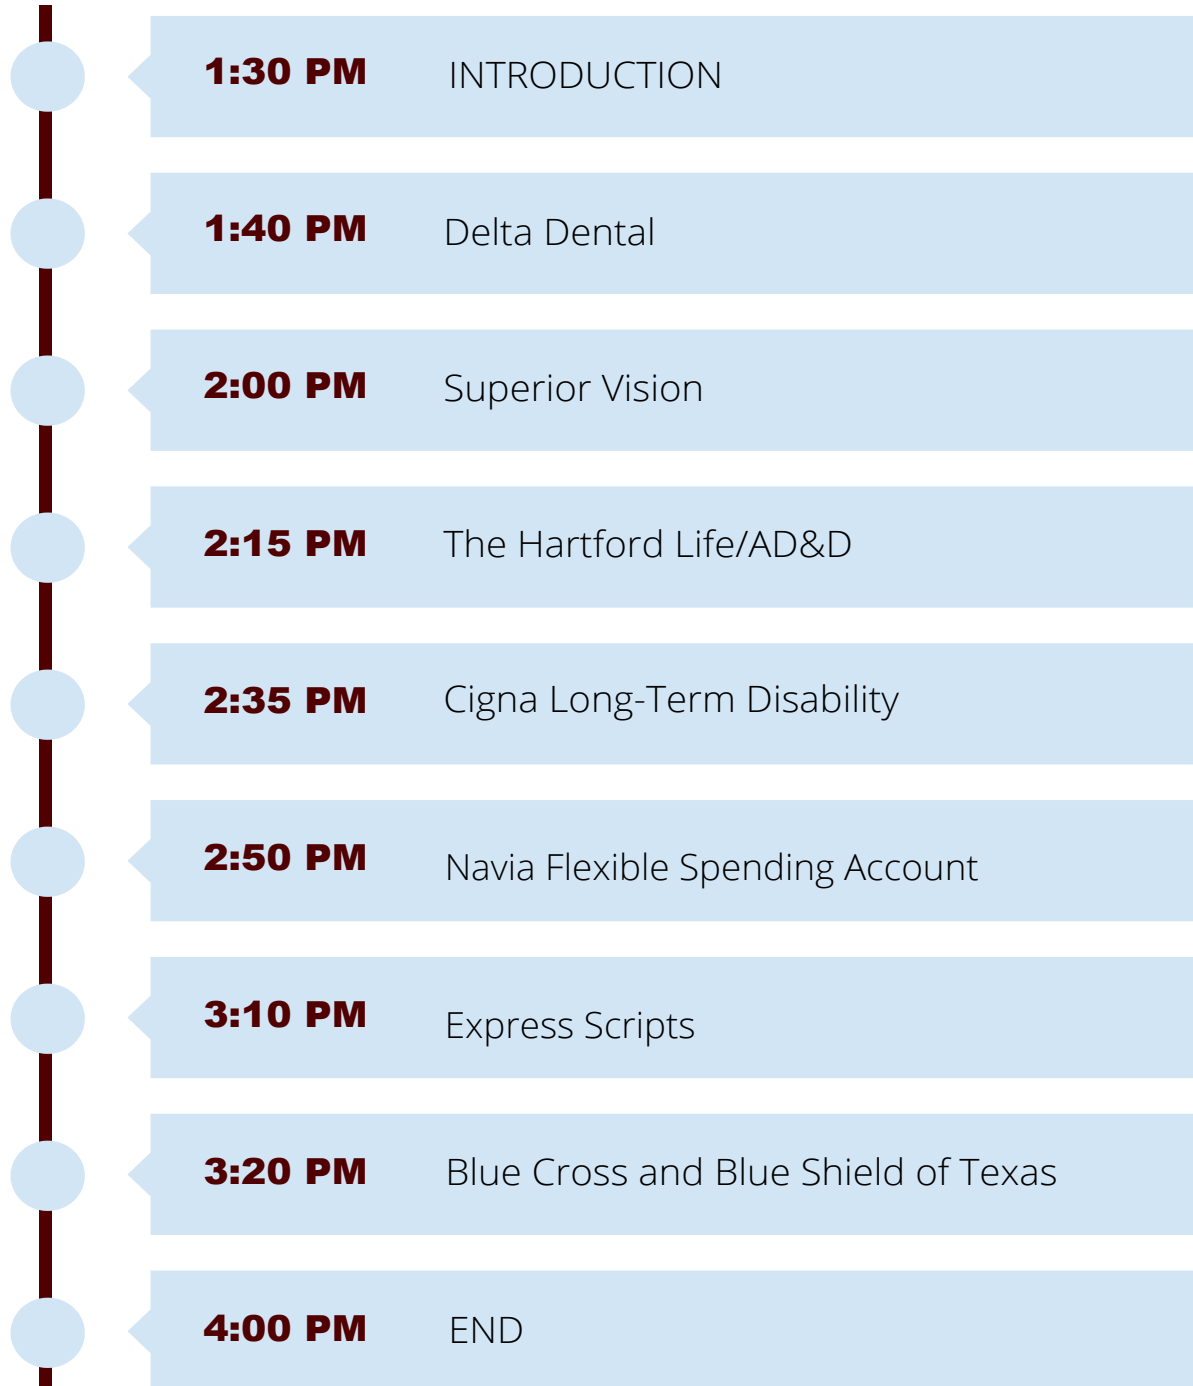 1:30 PM INTRODUCTION
1:40 PM Delta Dental
2:00 PM Superior Vision
2:15 PM The Hartford Life/AD&D
2:35 PM Cigna Long-Term Disability
2:50 PM Navia Flexible Spending Account
3:10 PM Express Scripts
3:20 PM Blue Cross and Blue Shield of Texas
4:00 PM END